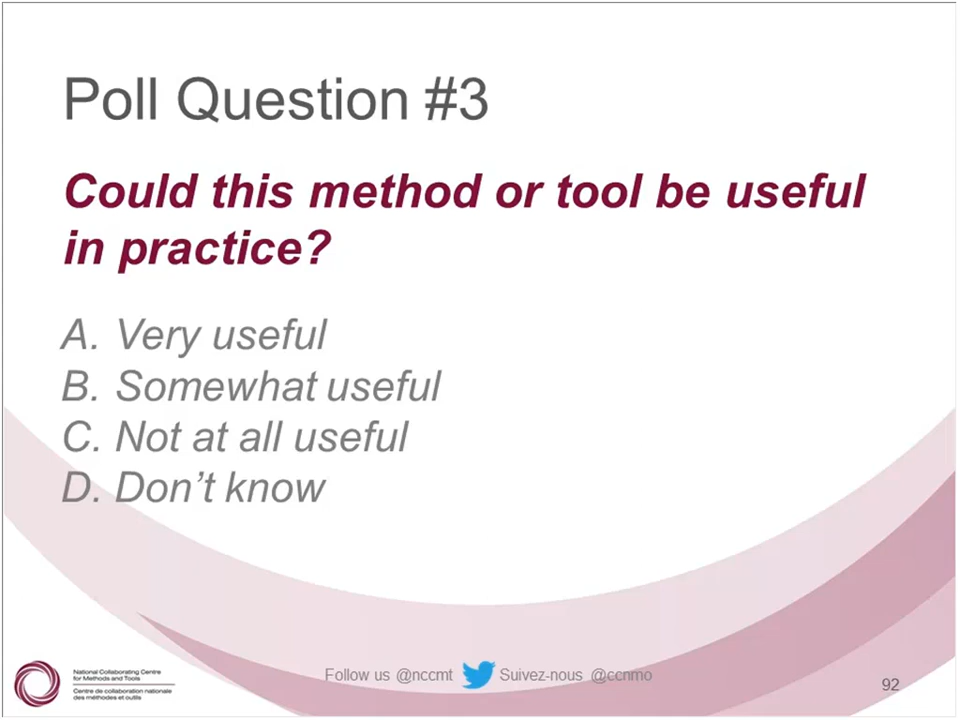 Poll Question #3
Could this method or tool be useful
in practice?
A. Very useful
B. Somewhat useful
C. Not at all useful
D. Don’t know
National Collaborating Centre
for Methods and Tools
Centre de collaboration nationale
des méthodes et outils
Follow us @nccmt Suivez-nous @ccnmo
92